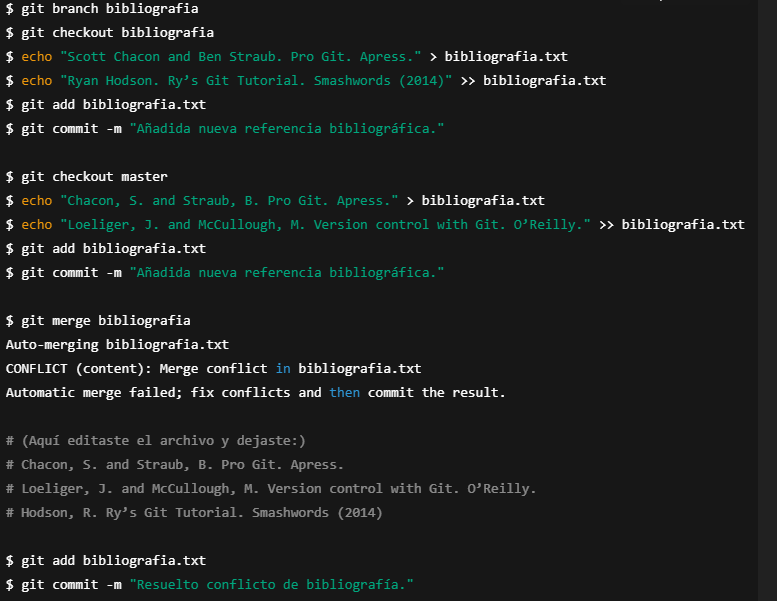 $ git branch bibliografia
$ git checkout bibliografia
$ echo "Scott Chacon and Ben Straub. Pro Git. Apress." > bibliografia.txt
$ echo "Ryan Hodson. Ry’s Git Tutorial. Smashwords (2014)" >> bibliografia.txt
$ git add bibliografia.txt
$ git commit -m "Añadida nueva referencia bibliográfica."
$ git checkout master
$ echo "Chacon, S. and Straub, B. Pro Git. Apress." > bibliografia.txt
$ echo "Loeliger, J. and McCullough, M. Version control with Git. O’Reilly." >> bibliografia.txt
$ git add bibliografia.txt
$ git commit -m "Añadida nueva referencia bibliográfica."
$ git merge bibliografia
Auto-merging bibliografia.txt
CONFLICT (content): Merge conflict in bibliografia.txt
Automatic merge failed; fix conflicts and then commit the result.
# (Aquí editaste el archivo y dejaste:)
# Chacon, S. and Straub, B. Pro Git. Apress.
# Loeliger, J. and McCullough, M. Version control with Git. O’Reilly.
# Hodson, R. Ry’s Git Tutorial. Smashwords (2014)
$ git add bibliografia.txt
$ git commit -m "Resuelto conflicto de bibliografía."